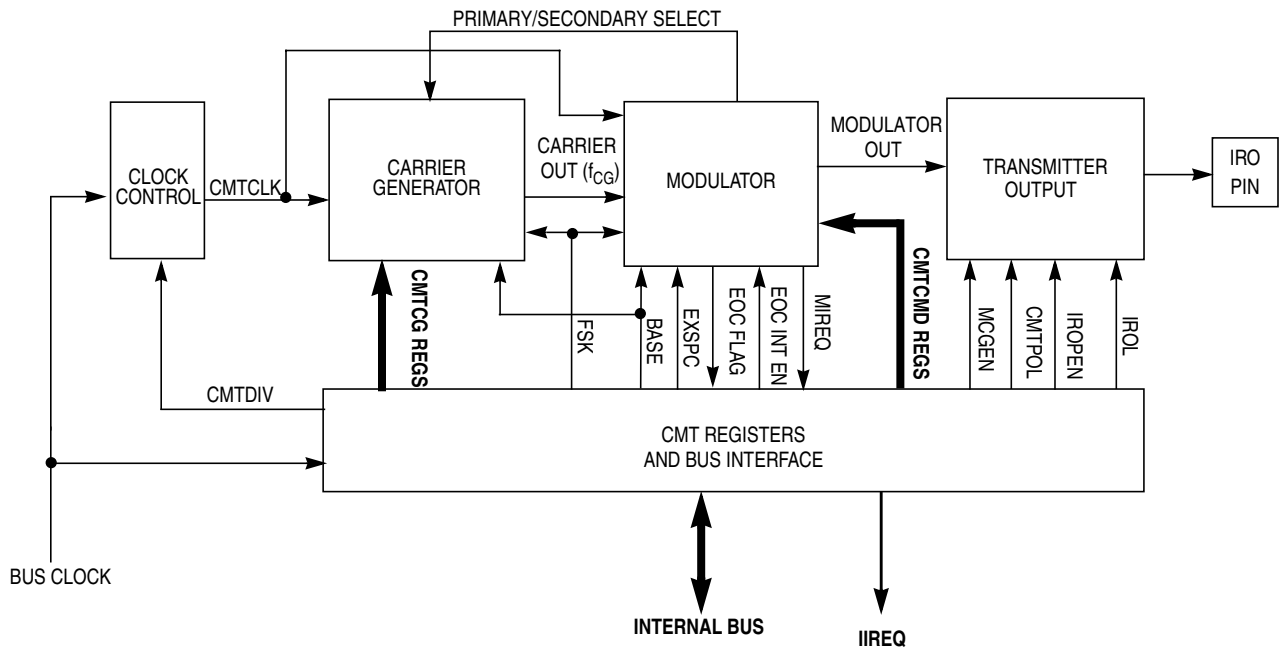 PRIMARY/SECONDARY SELECT
CLOCK
CONTROL
CMTCLK
CARRIER
GENERATOR
CARRIER
OUT (fCG)
MODULATOR
MODULATOR
OUT
TRANSMITTER
OUTPUT
IRO
PIN
CMTCG REGS
FSK
BASE
EXSPC
EOC FLAG
EOC INT EN
MIREQ
CMTCMD REGS
MCGEN
CMTPOL
IROPEN
IROL
CMTDIV
CMT REGISTERS
AND BUS INTERFACE
BUS CLOCK
INTERNAL BUS
IIREQ